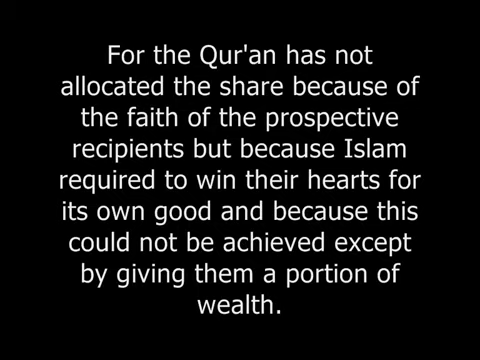 For the Qur'an has not
allocated the share because of
the faith of the prospective
recipients but because Islam
required to win their hearts for
its own good and because this
could not be achieved except
by giving them a portion of
wealth.